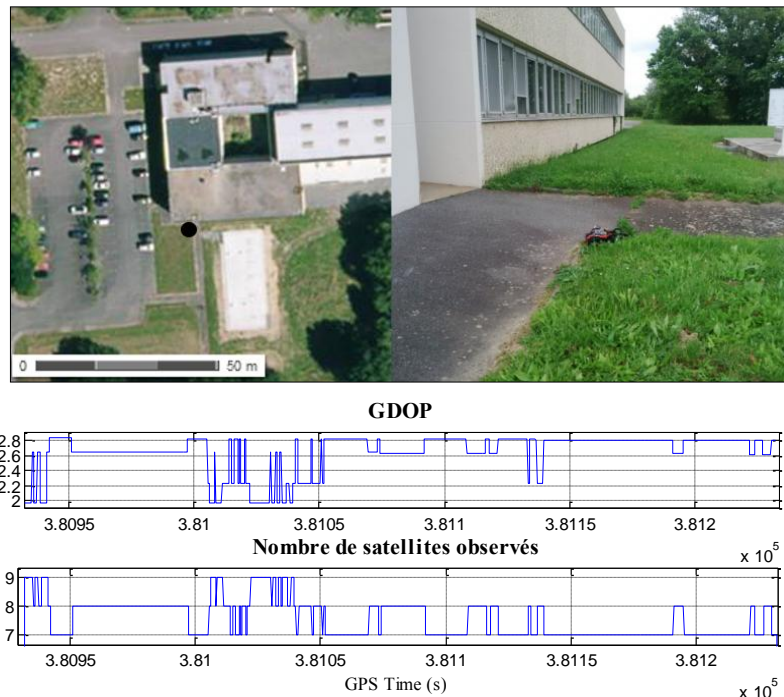 0 50 m
GDOP
2.8
2.6
2.4
2.2
2
3.8095 3.81 3.8105 3.811 3.8115 3.812
x 10^5
Nombre de satellites observés
9
8
7
3.8095 3.81 3.8105 3.811 3.8115 3.812
GPS Time (s)
x 10^5